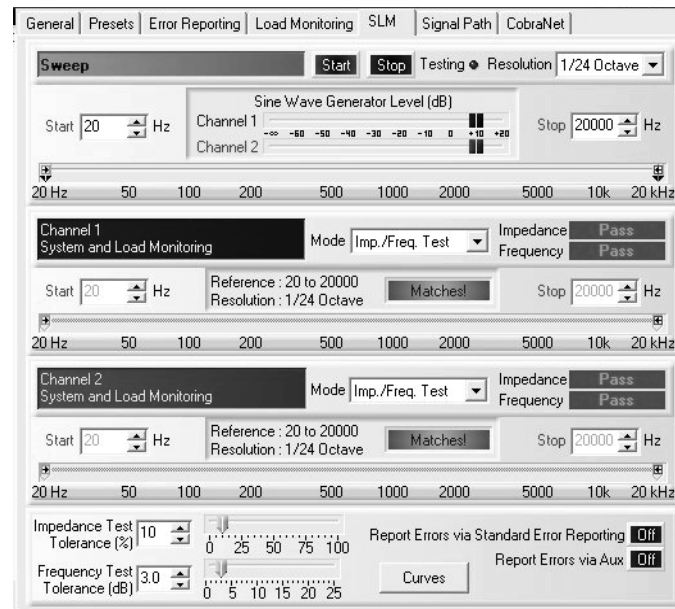 General Presets Error Reporting Load Monitoring SLM Signal Path CobraNet
Sweep Start Stop Testing Resolution 1/24 Octave
Sine Wave Generator Level (dB)
Start 20 Hz Channel 1 Stop 20000 Hz
-∞ -60 -50 -40 -30 -20 -10 0 +10 +20
Channel 2
20 Hz 50 100 200 500 1000 2000 5000 10k 20 kHz
Channel 1
System and Load Monitoring
Mode Imp./Freq. Test
Impedance Pass
Frequency Pass
Start 20 Hz
Reference : 20 to 20000
Resolution : 1/24 Octave
Matches!
Stop 20000 Hz
20 Hz 50 100 200 500 1000 2000 5000 10k 20 kHz
Channel 2
System and Load Monitoring
Mode Imp./Freq. Test
Impedance Pass
Frequency Pass
Start 20 Hz
Reference : 20 to 20000
Resolution : 1/24 Octave
Matches!
Stop 20000 Hz
20 Hz 50 100 200 500 1000 2000 5000 10k 20 kHz
Impedance Test
Tolerance (%)
10
0 25 50 75 100
Report Errors via Standard Error Reporting Off
Report Errors via Aux Off
Frequency Test
Tolerance (dB)
3.0
0 5 10 15 20 25
Curves